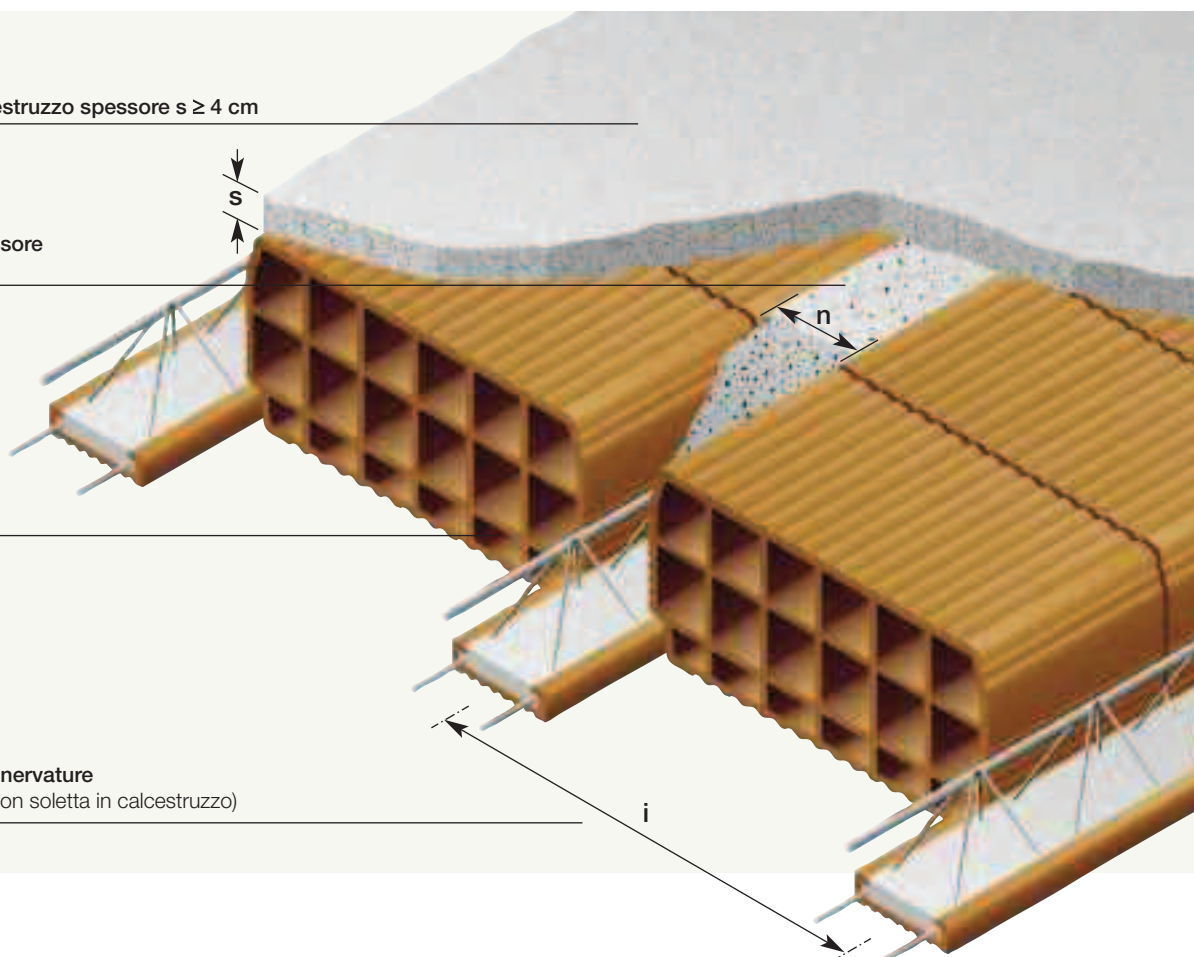 estruzzo spessore s ≥ 4 cm
s
sore
n
nervature
on soletta in calcestruzzo)
i